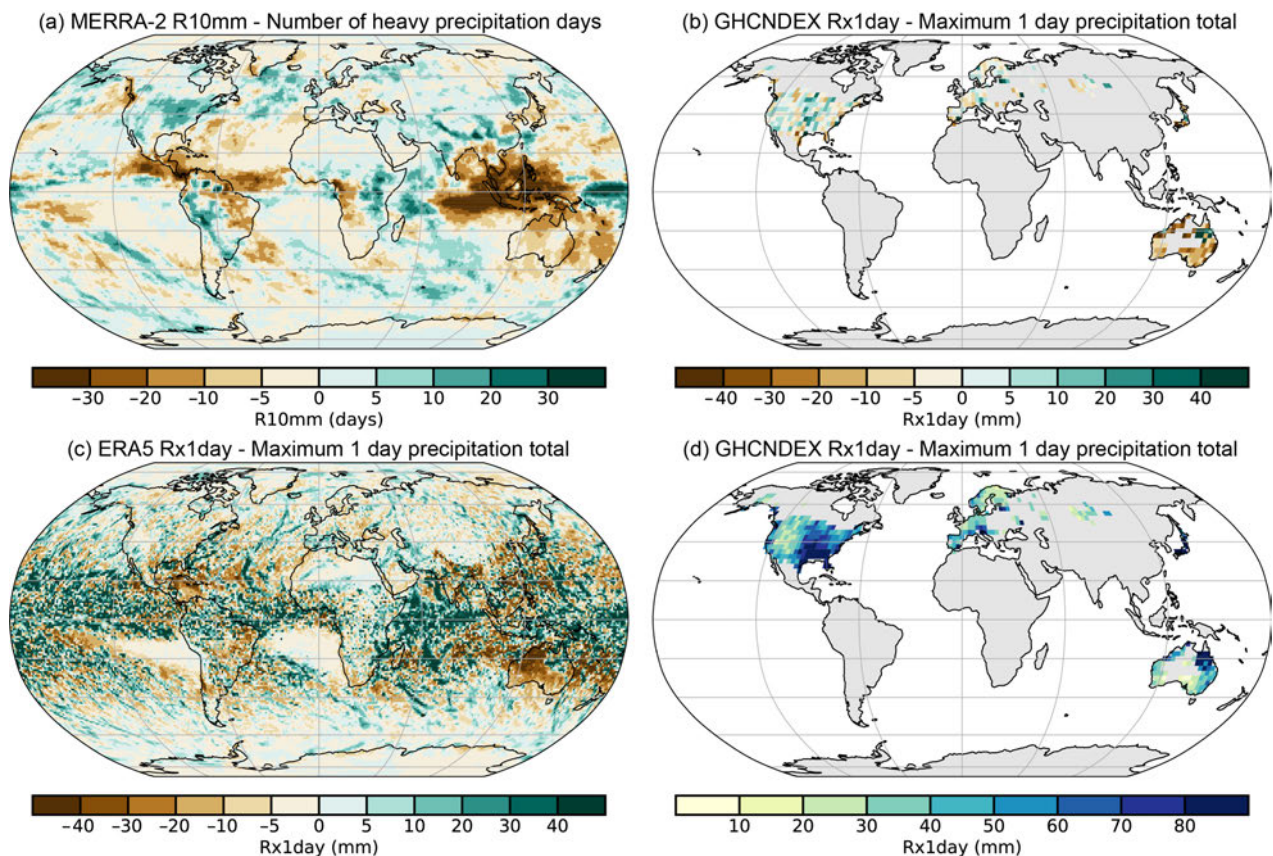 (a) MERRA-2 R10mm - Number of heavy precipitation days
–30 –20 –10 –5 0 5 10 20 30
R10mm (days)
(b) GHCNDEX Rx1day - Maximum 1 day precipitation total
–40 –20 –10 –5 0 5 10 20 40
Rx1day (mm)
(c) ERA5 Rx1day - Maximum 1 day precipitation total
–40 –30 –20 –10 –5 0 5 10 20 30 40
Rx1day (mm)
(d) GHCNDEX Rx1day - Maximum 1 day precipitation total
10 20 30 40 50 60 70 80
Rx1day (mm)